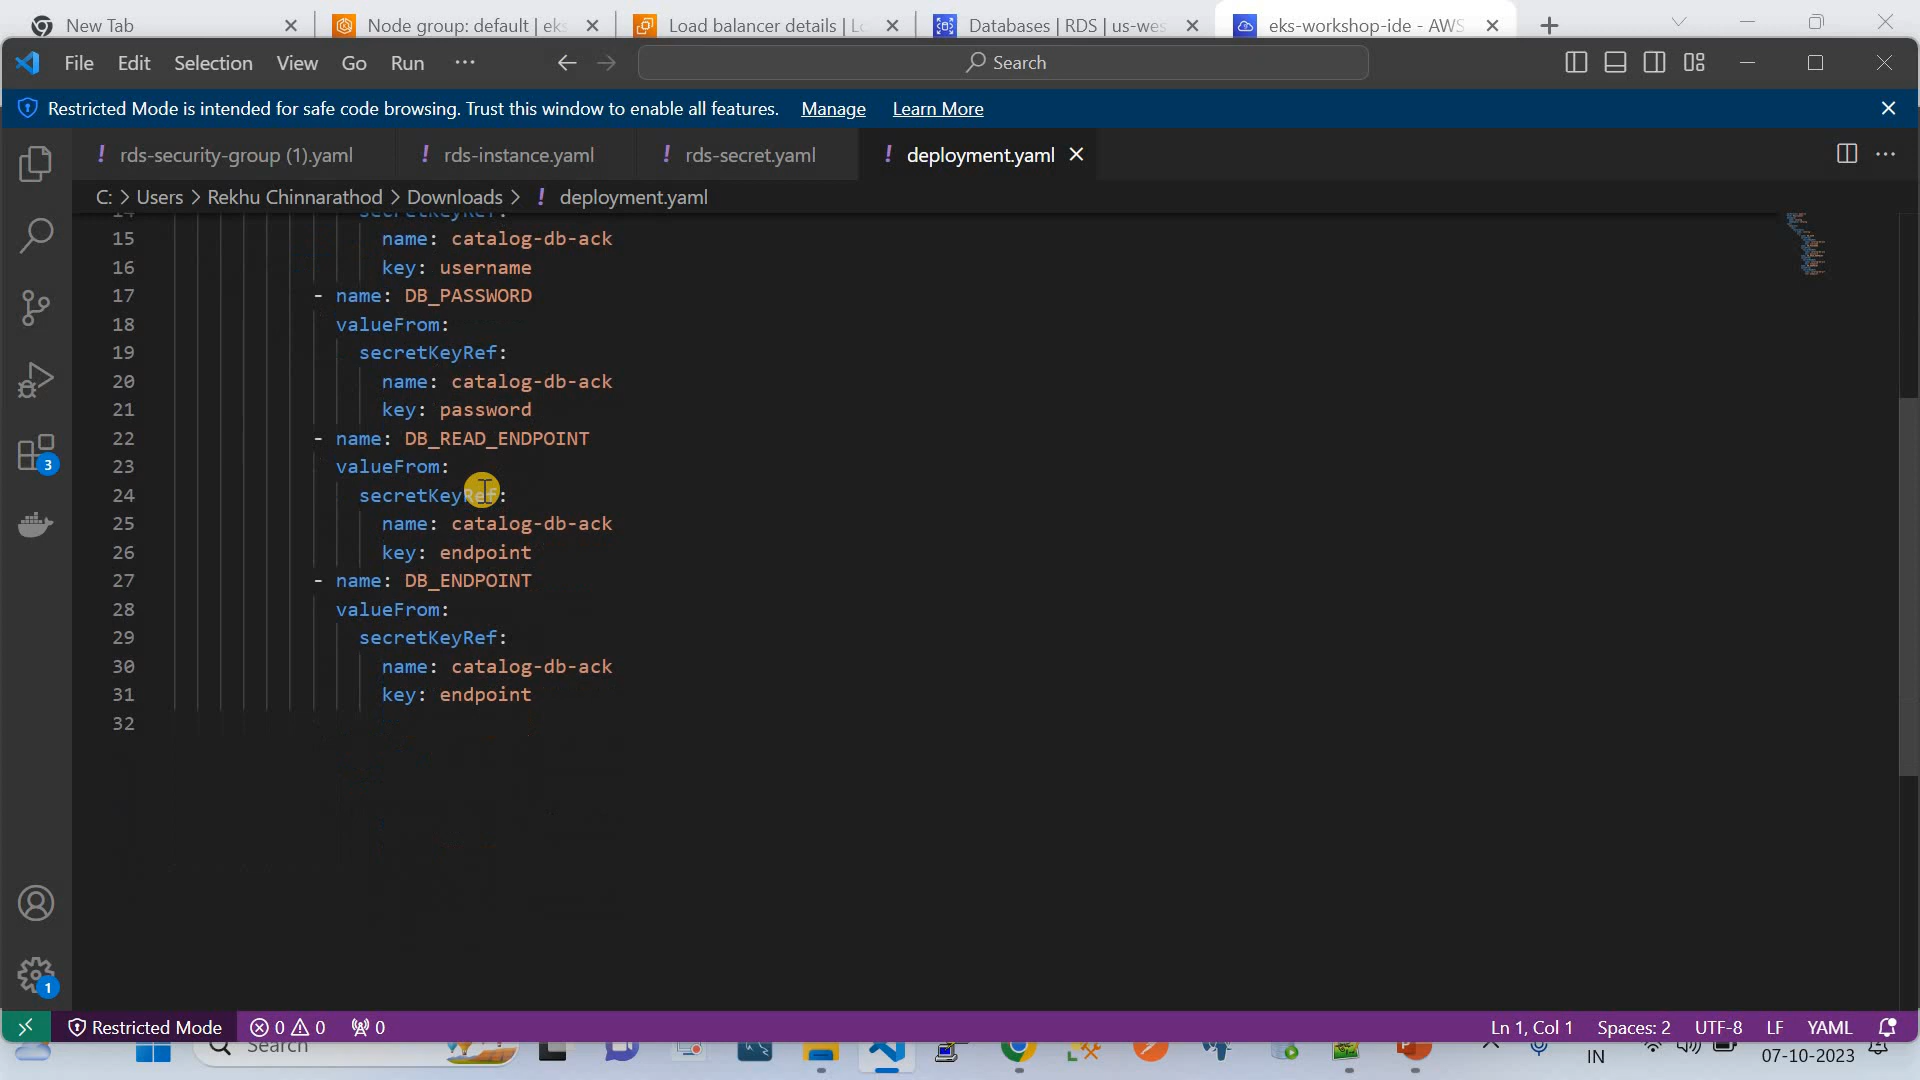 New Tab
Node group: default | eks
Load balancer details | Lo
Databases | RDS | us-wes
eks-workshop-ide - AWS
File Edit Selection View Go Run ···
Search
Restricted Mode is intended for safe code browsing. Trust this window to enable all features. Manage Learn More
! rds-security-group (1).yaml
! rds-instance.yaml
! rds-secret.yaml
! deployment.yaml
C: > Users > Rekhu Chinnarathod > Downloads > ! deployment.yaml
14 secretKeyRef:
15 name: catalog-db-ack
16 key: username
17 - name: DB_PASSWORD
18 valueFrom:
19 secretKeyRef:
20 name: catalog-db-ack
21 key: password
22 - name: DB_READ_ENDPOINT
23 valueFrom:
24 secretKeyRef:
25 name: catalog-db-ack
26 key: endpoint
27 - name: DB_ENDPOINT
28 valueFrom:
29 secretKeyRef:
30 name: catalog-db-ack
31 key: endpoint
32
3
1
Restricted Mode 0 0 0
Ln 1, Col 1 Spaces: 2 UTF-8 LF YAML
Search
IN
07-10-2023